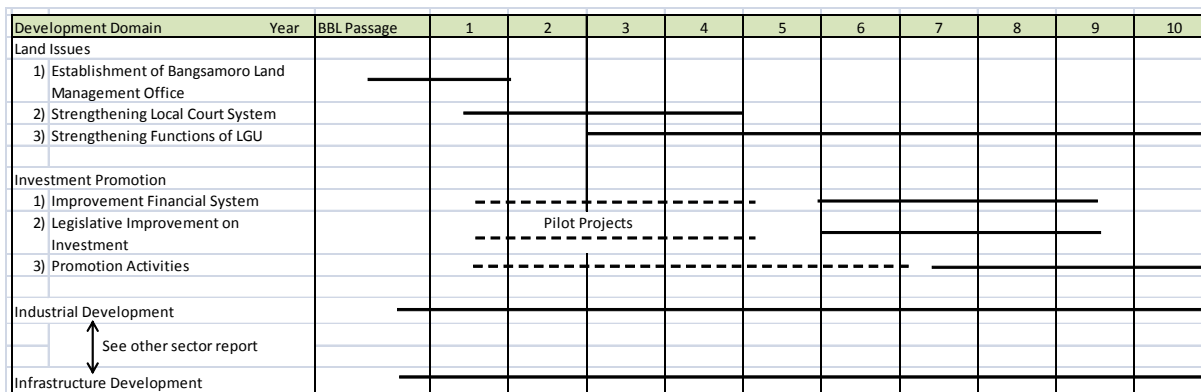 Development Domain Year BBL Passage 1 2 3 4 5 6 7 8 9 10
Land Issues
1) Establishment of Bangsamoro Land
Management Office
2) Strengthening Local Court System
3) Strengthening Functions of LGU
Investment Promotion
1) Improvement Financial System
2) Legislative Improvement on
Investment
Pilot Projects
3) Promotion Activities
Industrial Development
See other sector report
Infrastructure Development